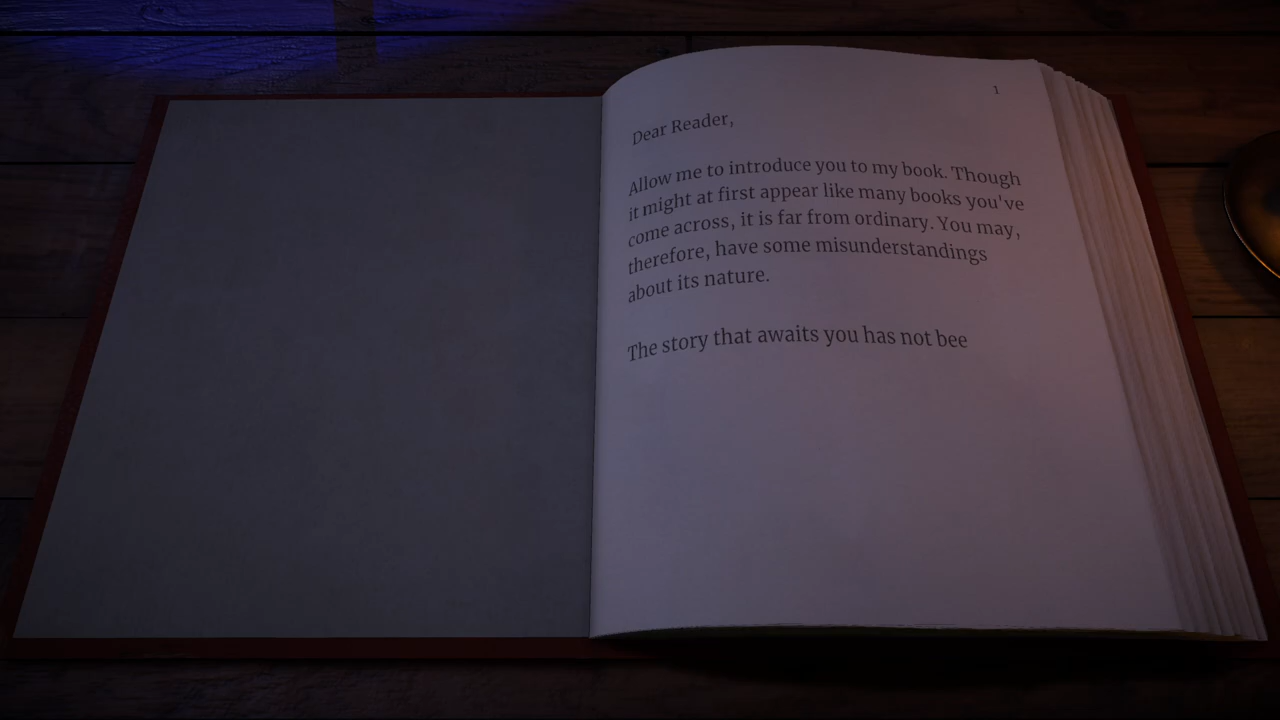 1
Dear Reader,
Allow me to introduce you to my book. Though
it might at first appear like many books you've
come across, it is far from ordinary. You may,
therefore, have some misunderstandings
about its nature.
The story that awaits you has not bee